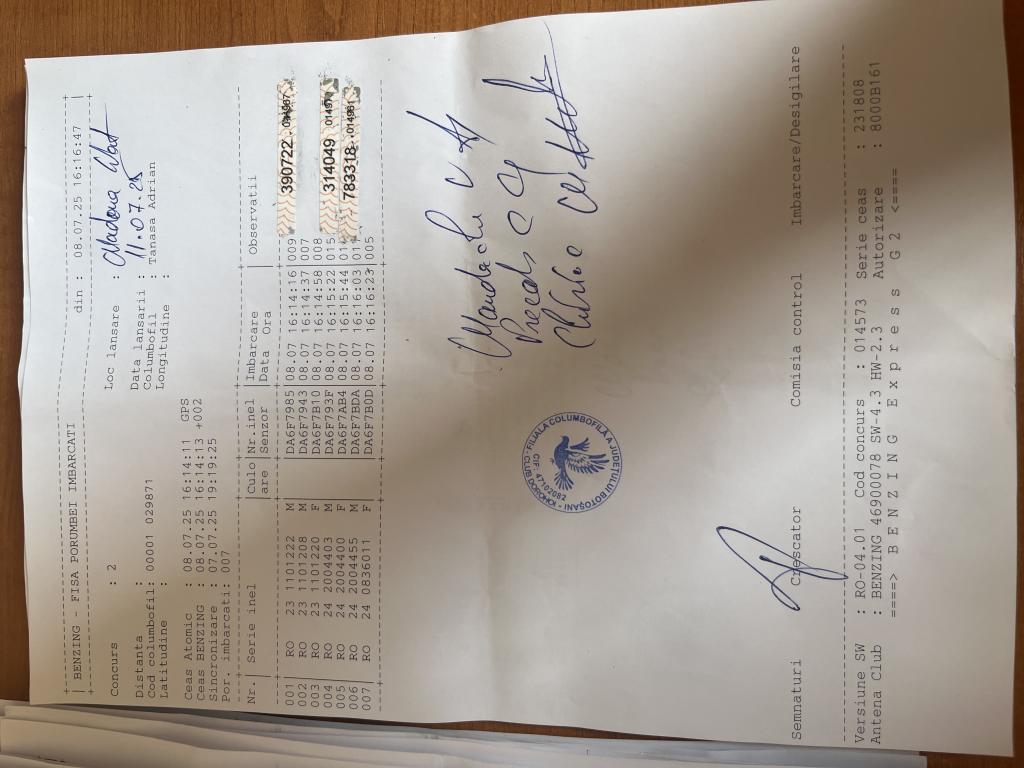 BENZING - FISA PORUMBEI IMBARCATI din : 08.07.25 16:16:47
Concurs : 2 Loc lansare :
Distanta : Data lansarii : 11.07.25
Cod columbofil: 00001 029871 Columbofil : Tanasa Adrian
Latitudine : Longitudine :
Ceas Atomic : 08.07.25 16:14:11 GPS
Ceas BENZING : 08.07.25 16:14:13 +002
Sincronizare : 07.07.25 19:19:25
Por. imbarcati: 007
Nr. Serie inel Culo Nr.inel Imbarcare Observatii
are Senzor Data Ora
001 RO 23 1101222 M DA6F7985 08.07 16:14:16 009 390722
002 RO 23 1101208 M DA6F7943 08.07 16:14:37 007
003 RO 23 1101220 F DA6F7B10 08.07 16:14:58 008
004 RO 24 2004403 M DA6F793F 08.07 16:15:22 015 314049
005 RO 24 2004400 F DA6F7AB4 08.07 16:15:44 783318
006 RO 24 2004455 M DA6F7BDA 08.07 16:16:03
007 RO 24 0836011 F DA6F7B0D 08.07 16:16:23 005
FILIALA COLUMBOFILĂ A JUDEȚULUI BOTOȘANI
CLUB DOROHOI
CIF: 47102082
Semnaturi Crescator Comisia control Imbarcare/Desigilare
Versiune SW : RO-04.01 Cod concurs : 014573 Serie ceas : 231808
Antena Club : BENZING 46900078 SW-4.3 HW-2.3 Autorizare : 8000B161
====> B E N Z I N G E x p r e s s G 2 <====